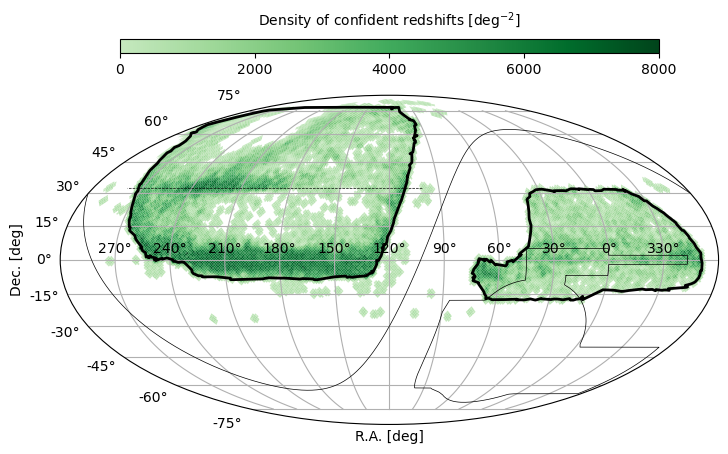 Density of confident redshifts [deg⁻²]
0 2000 4000 6000 8000
75°
60°
45°
30°
15°
270° 240° 210° 180° 150° 120° 90° 60° 30° 0° 330°
0°
-15°
-30°
-45°
-60°
-75°
Dec. [deg]
R.A. [deg]